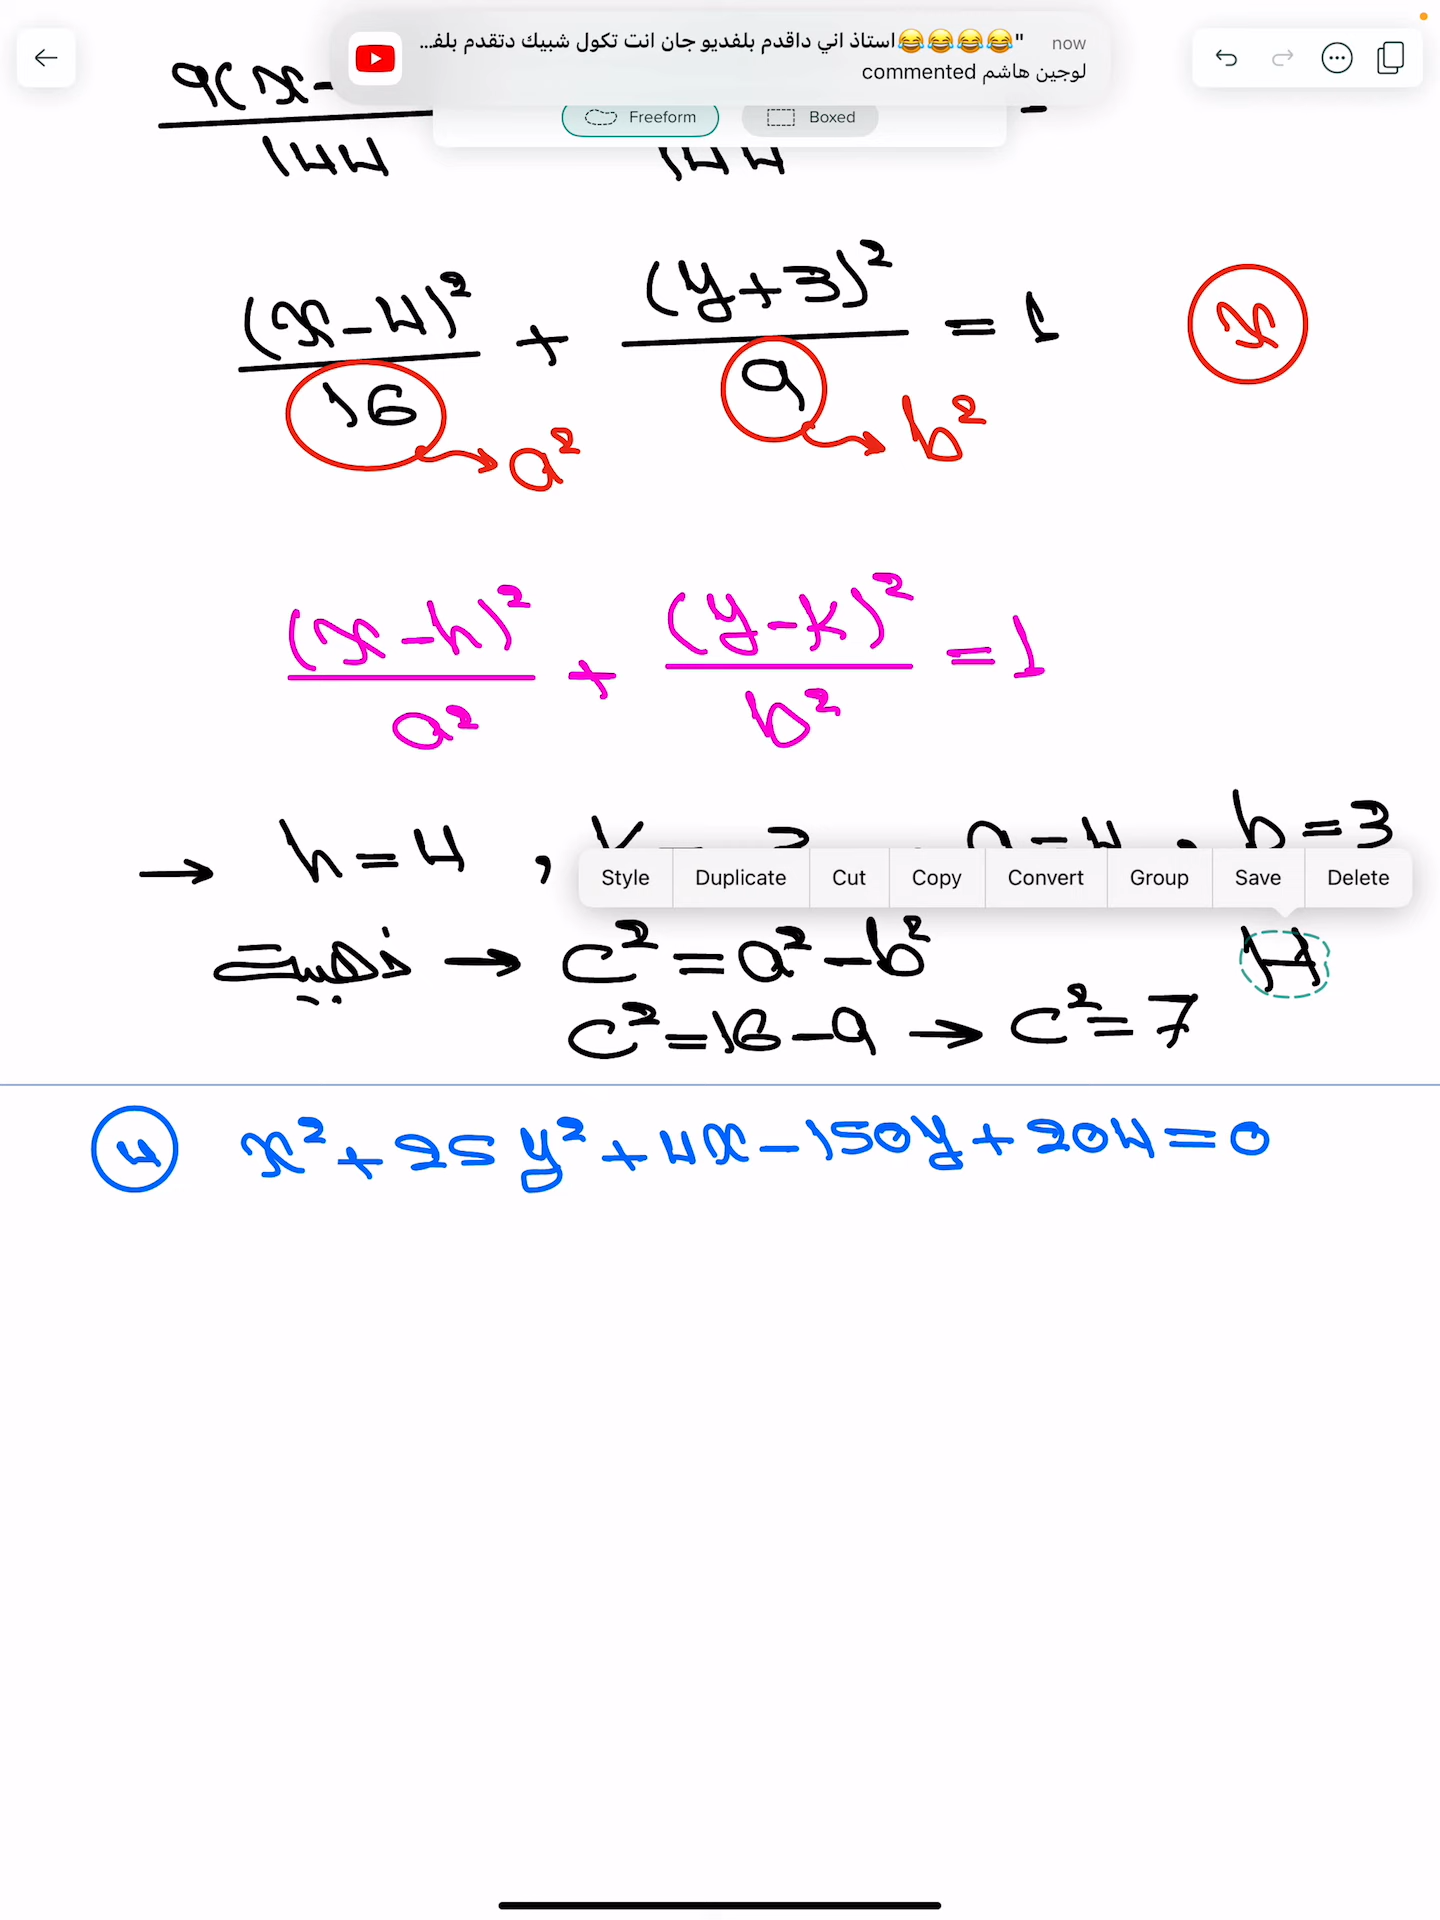 "😂😂😂😂استاذ اني داقدم بلفديو جان انت تكول شبيك دتقدم بلفـ... now
لوجين هاشم commented
Freeform Boxed
9(x-
144 144
(x-4)² / 16 + (y+3)² / 9 = 1 x
a² b²
(x-h)² / a² + (y-k)² / b² = 1
→ h=4 , b=3
Style Duplicate Cut Copy Convert Group Save Delete
→ c²=a²-b² H
c²=16-9 → c²=7
4 x²+25y²+4x-150y+204=0